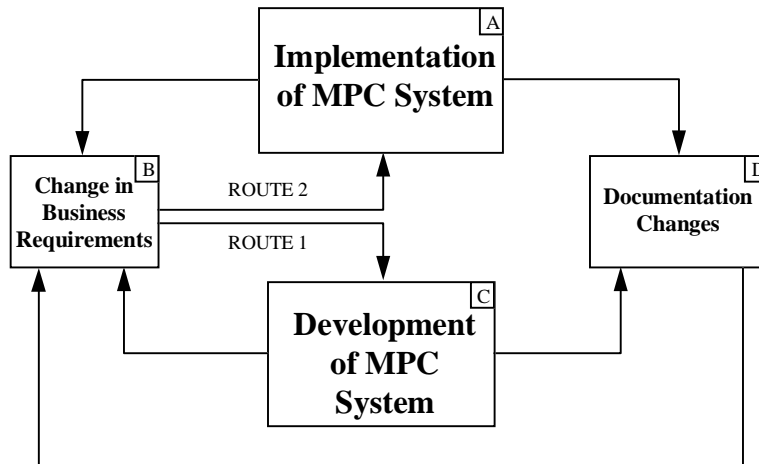 A
Implementation
of MPC System
B
Change in
Business
Requirements
ROUTE 2
ROUTE 1
D
Documentation
Changes
C
Development
of MPC
System